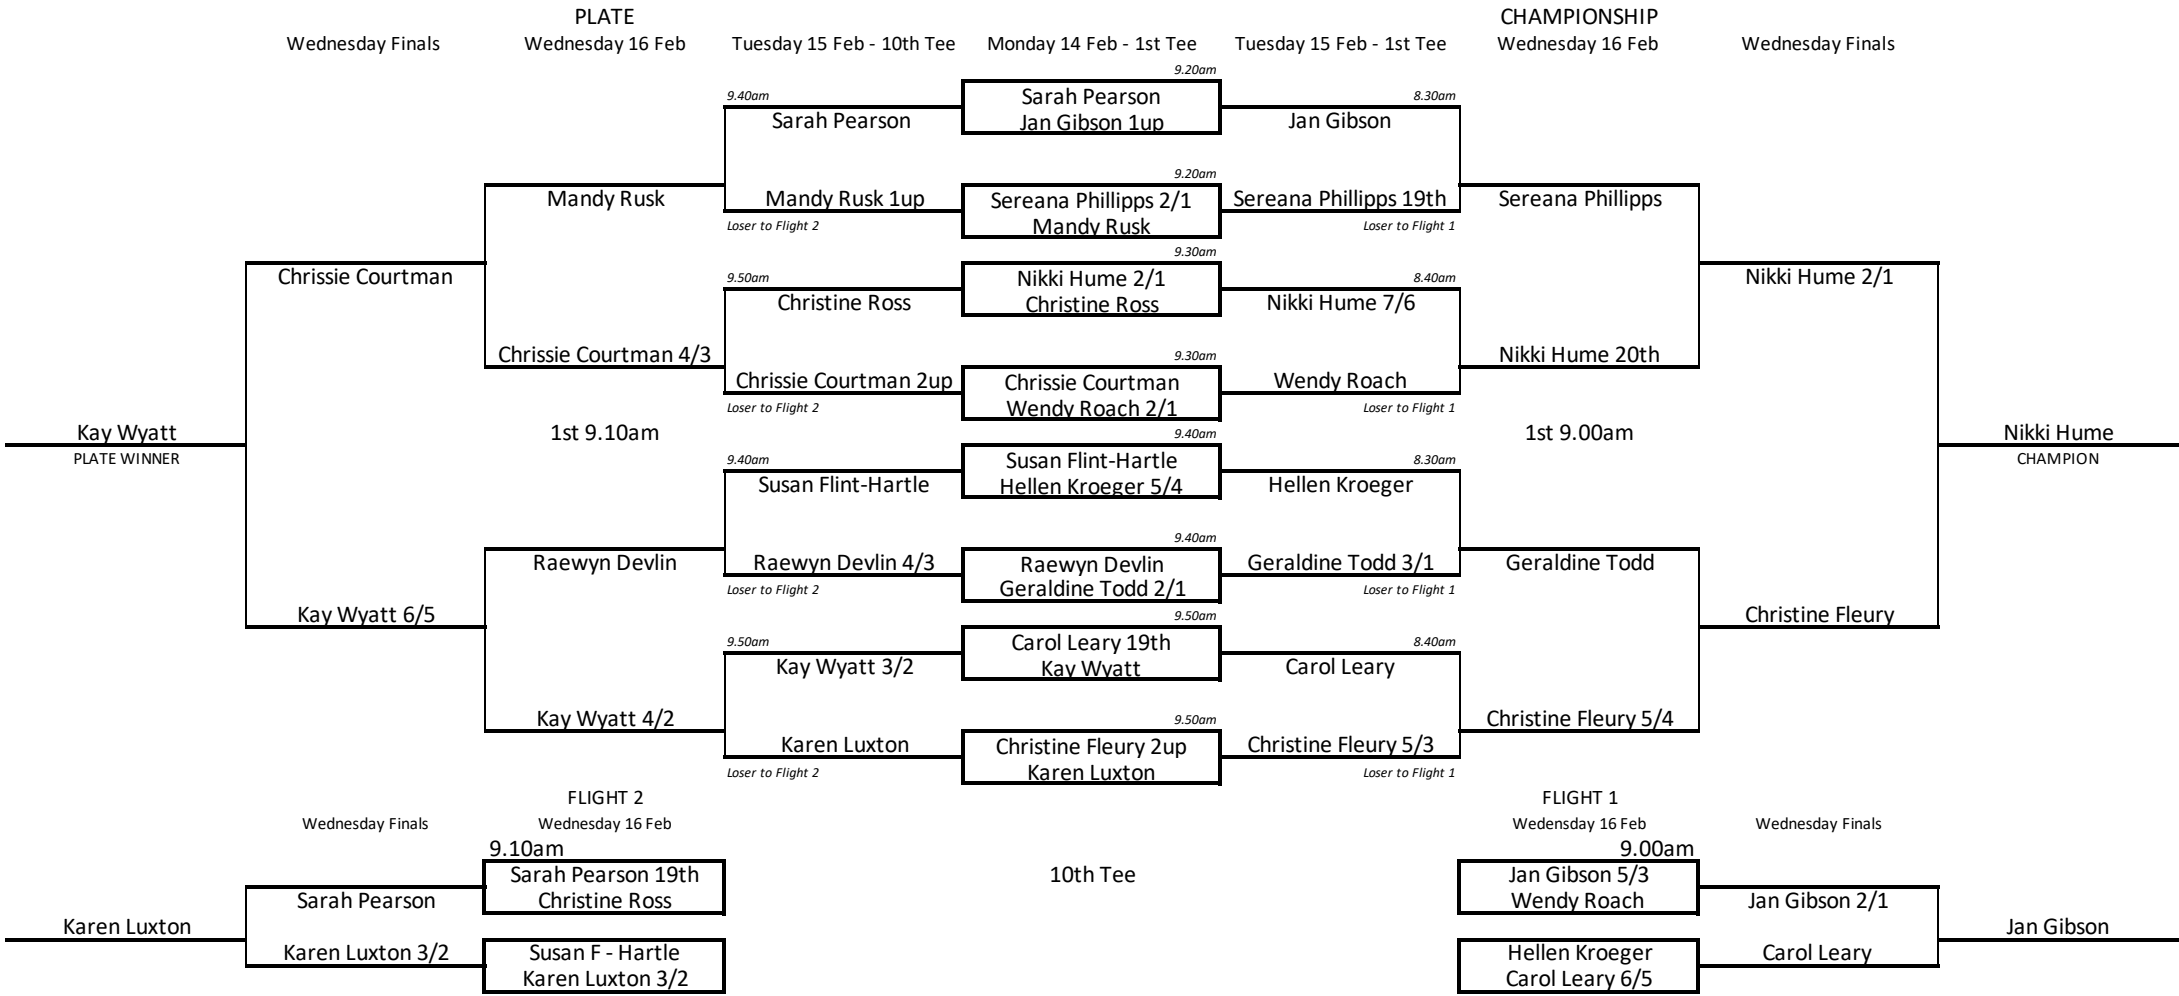 PLATE CHAMPIONSHIP
Wednesday Finals Wednesday 16 Feb Tuesday 15 Feb - 10th Tee Monday 14 Feb - 1st Tee Tuesday 15 Feb - 1st Tee Wednesday 16 Feb Wednesday Finals
9.20am
9.40am Sarah Pearson 8.30am
Sarah Pearson Jan Gibson 1up Jan Gibson
9.20am
Mandy Rusk Mandy Rusk 1up Sereana Phillipps 2/1 Sereana Phillipps 19th Sereana Phillipps
Loser to Flight 2 Mandy Rusk Loser to Flight 1
9.30am
Chrissie Courtman 9.50am Nikki Hume 2/1 8.40am Nikki Hume 2/1
Christine Ross Christine Ross Nikki Hume 7/6
Chrissie Courtman 4/3 9.30am Nikki Hume 20th
Chrissie Courtman 2up Chrissie Courtman Wendy Roach
Loser to Flight 2 Wendy Roach 2/1 Loser to Flight 1
Kay Wyatt 1st 9.10am 9.40am 1st 9.00am Nikki Hume
PLATE WINNER 9.40am Susan Flint-Hartle 8.30am CHAMPION
Susan Flint-Hartle Hellen Kroeger 5/4 Hellen Kroeger
9.40am
Raewyn Devlin Raewyn Devlin 4/3 Raewyn Devlin Geraldine Todd 3/1 Geraldine Todd
Loser to Flight 2 Geraldine Todd 2/1 Loser to Flight 1
Kay Wyatt 6/5 9.50am Christine Fleury
9.50am Carol Leary 19th 8.40am
Kay Wyatt 3/2 Kay Wyatt Carol Leary
Kay Wyatt 4/2 9.50am Christine Fleury 5/4
Karen Luxton Christine Fleury 2up Christine Fleury 5/3
Loser to Flight 2 Karen Luxton Loser to Flight 1
FLIGHT 2 FLIGHT 1
Wednesday Finals Wednesday 16 Feb Wedensday 16 Feb Wednesday Finals
9.10am 9.00am
Sarah Pearson 19th 10th Tee Jan Gibson 5/3
Sarah Pearson Christine Ross Wendy Roach Jan Gibson 2/1
Karen Luxton Jan Gibson
Karen Luxton 3/2 Susan F - Hartle Hellen Kroeger Carol Leary
Karen Luxton 3/2 Carol Leary 6/5